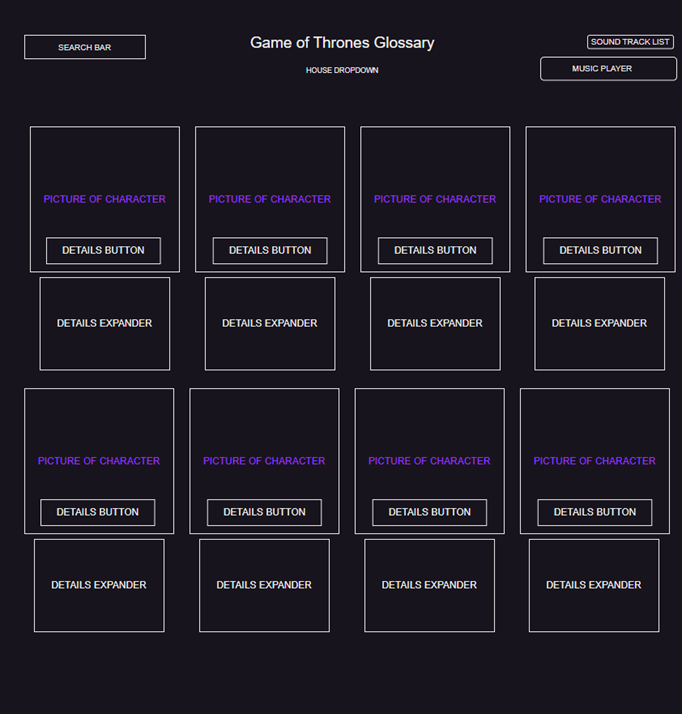 SEARCH BAR
Game of Thrones Glossary
SOUND TRACK LIST
HOUSE DROPDOWN
MUSIC PLAYER
PICTURE OF CHARACTER
PICTURE OF CHARACTER
PICTURE OF CHARACTER
PICTURE OF CHARACTER
DETAILS BUTTON
DETAILS BUTTON
DETAILS BUTTON
DETAILS BUTTON
DETAILS EXPANDER
DETAILS EXPANDER
DETAILS EXPANDER
DETAILS EXPANDER
PICTURE OF CHARACTER
PICTURE OF CHARACTER
PICTURE OF CHARACTER
PICTURE OF CHARACTER
DETAILS BUTTON
DETAILS BUTTON
DETAILS BUTTON
DETAILS BUTTON
DETAILS EXPANDER
DETAILS EXPANDER
DETAILS EXPANDER
DETAILS EXPANDER